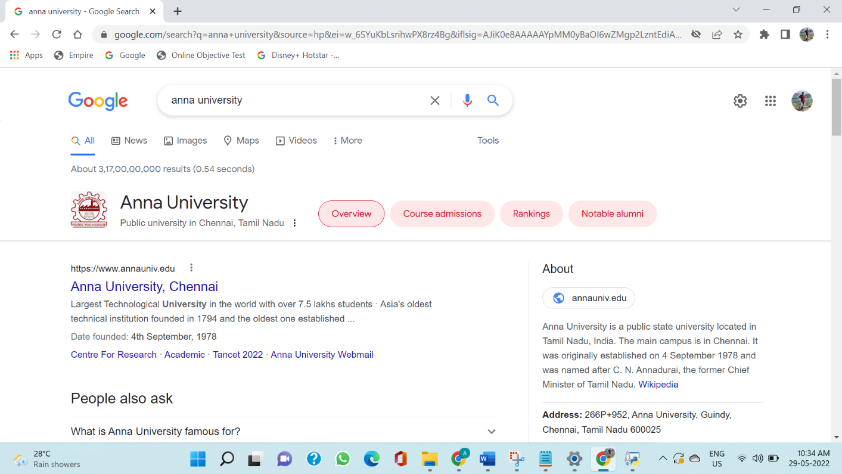 anna university - Google Search
google.com/search?q=anna+university&source=hp&ei=w_6SYuKbLsrihwPX8rz4Bg&iflsig=AJiK0e8AAAAAYpMM0yBaOI6wZMgp2LzntEdiA...
Apps Empire Google Online Objective Test Disney+ Hotstar -...
Google
anna university
All News Images Maps Videos More Tools
About 3,17,00,00,000 results (0.54 seconds)
Anna University
Public university in Chennai, Tamil Nadu
Overview Course admissions Rankings Notable alumni
https://www.annauniv.edu
Anna University, Chennai
Largest Technological University in the world with over 7.5 lakhs students · Asia's oldest
technical institution founded in 1794 and the oldest one established ...
Date founded: 4th September, 1978
Centre For Research · Academic · Tancet 2022 · Anna University Webmail
People also ask
What is Anna University famous for?
About
annauniv.edu
Anna University is a public state university located in
Tamil Nadu, India. The main campus is in Chennai. It
was originally established on 4 September 1978 and
was named after C. N. Annadurai, the former Chief
Minister of Tamil Nadu. Wikipedia
Address: 266P+952, Anna University, Guindy,
Chennai, Tamil Nadu 600025
28°C
Rain showers
ENG
US
10:34 AM
29-05-2022